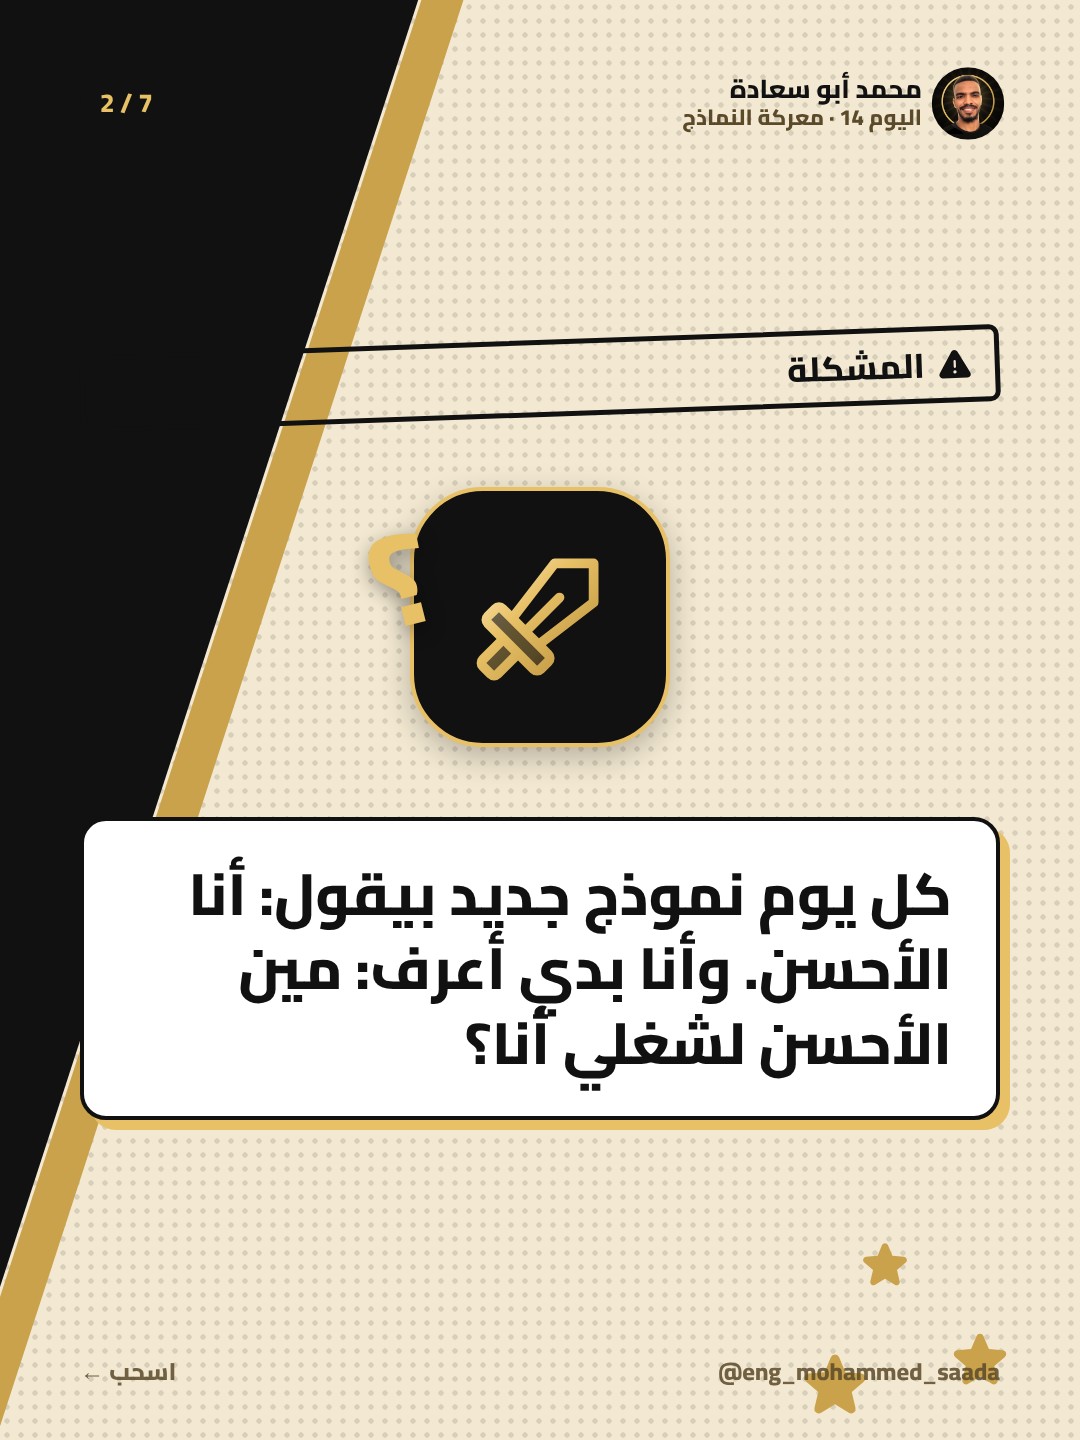 محمد أبو سعادة
اليوم 14 · معركة النماذج
2 / 7
المشكلة
؟
كل يوم نموذج جديد بيقول: أنا
الأحسن. وأنا بدي أعرف: مين
الأحسن لشغلي أنا؟
@eng_mohammed_saada
اسحب ←